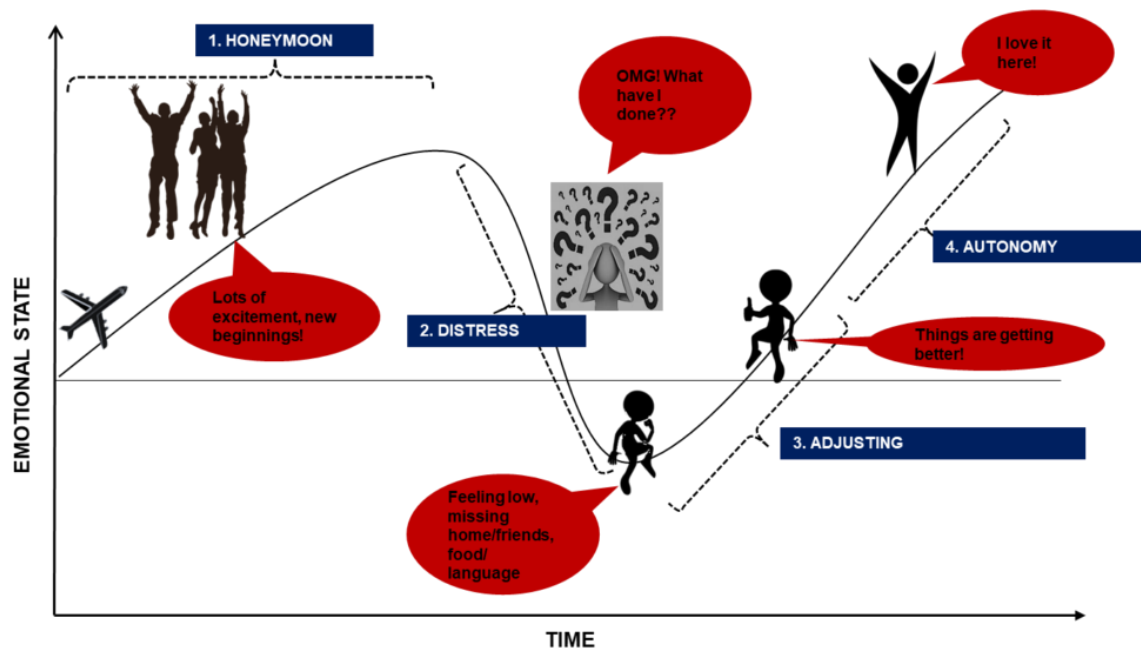 1. HONEYMOON
I love it
here!
OMG! What
have I
done??
Lots of
excitement, new
beginnings!
4. AUTONOMY
2. DISTRESS
Things are getting
better!
3. ADJUSTING
Feeling low,
missing
home/friends,
food/
language
EMOTIONAL STATE
TIME